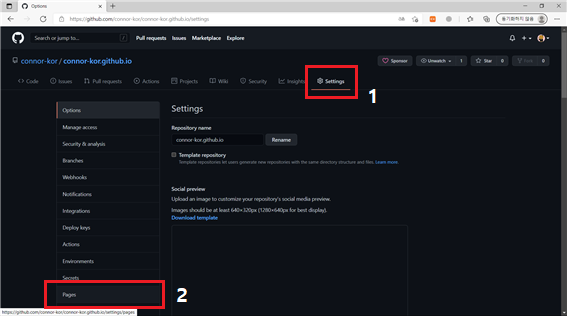 Options
https://github.com/connor-kor/connor-kor.github.io/settings
동기화하지 않음
Search or jump to...
/
Pull requests
Issues
Marketplace
Explore
connor-kor / connor-kor.github.io
Sponsor
Unwatch
1
Star
0
Fork
0
Code
Issues
Pull requests
Actions
Projects
Wiki
Security
Insights
Settings
1
Options
Manage access
Security & analysis
Branches
Webhooks
Notifications
Integrations
Deploy keys
Actions
Environments
Secrets
Pages
2
Settings
Repository name
connor-kor.github.io
Rename
Template repository
Template repositories let users generate new repositories with the same directory structure and files. Learn more.
Social preview
Upload an image to customize your repository's social media preview.
Images should be at least 640×320px (1280×640px for best display).
Download template
https://github.com/connor-kor/connor-kor.github.io/settings/pages